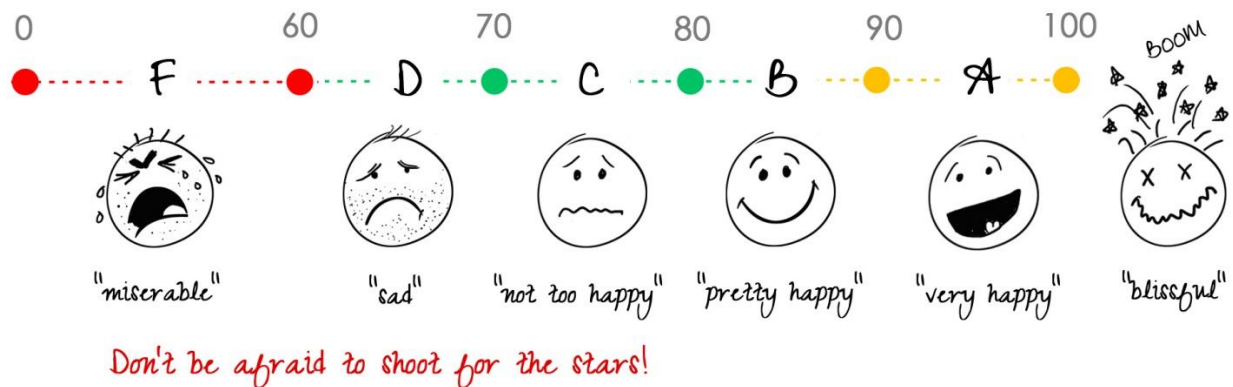 0 60 70 80 90 100 BOOM
F D C B A
"miserable" "sad" "not too happy" "pretty happy" "very happy" "blissful"
Don't be afraid to shoot for the stars!